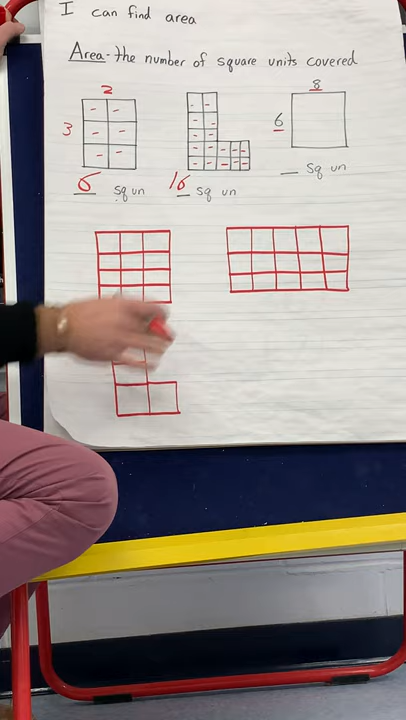 I can find area
Area - the number of square units covered
2
3
6 sq un
16 sq un
8
6
_ Sq un